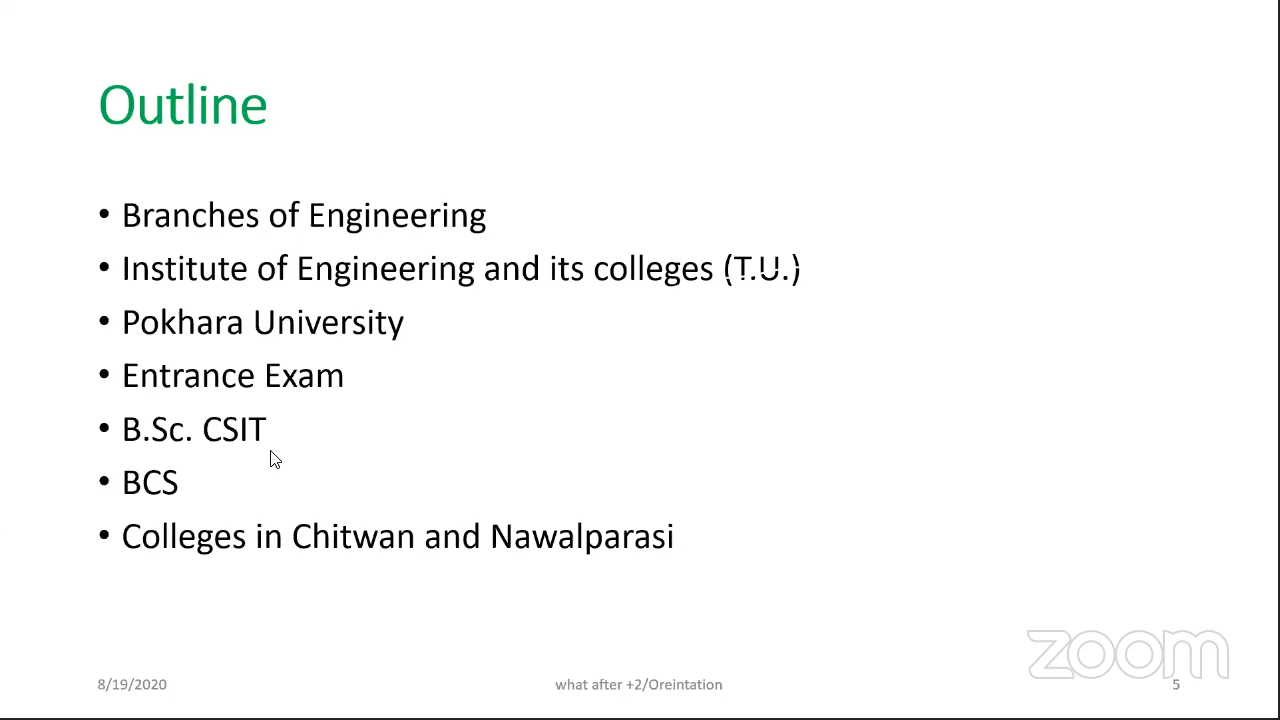 Outline
• Branches of Engineering
• Institute of Engineering and its colleges (T.U.)
• Pokhara University
• Entrance Exam
• B.Sc. CSIT
• BCS
• Colleges in Chitwan and Nawalparasi
zoom
8/19/2020 what after +2/Oreintation 5